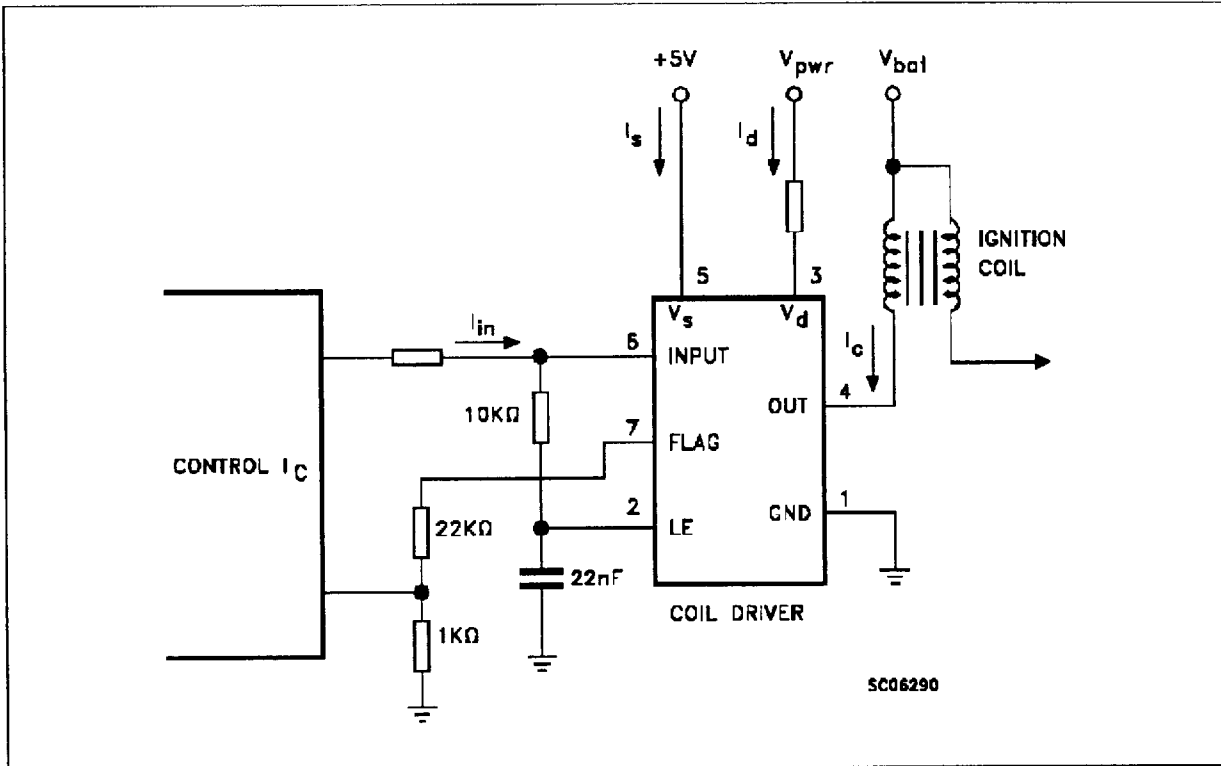 +5V
Vpwr
Vbat
Is
Id
IGNITION
COIL
5
3
Vs
Vd
Iin
6
INPUT
Ic
4
OUT
10KΩ
7
FLAG
CONTROL IC
2
LE
1
GND
22KΩ
22nF
COIL DRIVER
1KΩ
SC06290